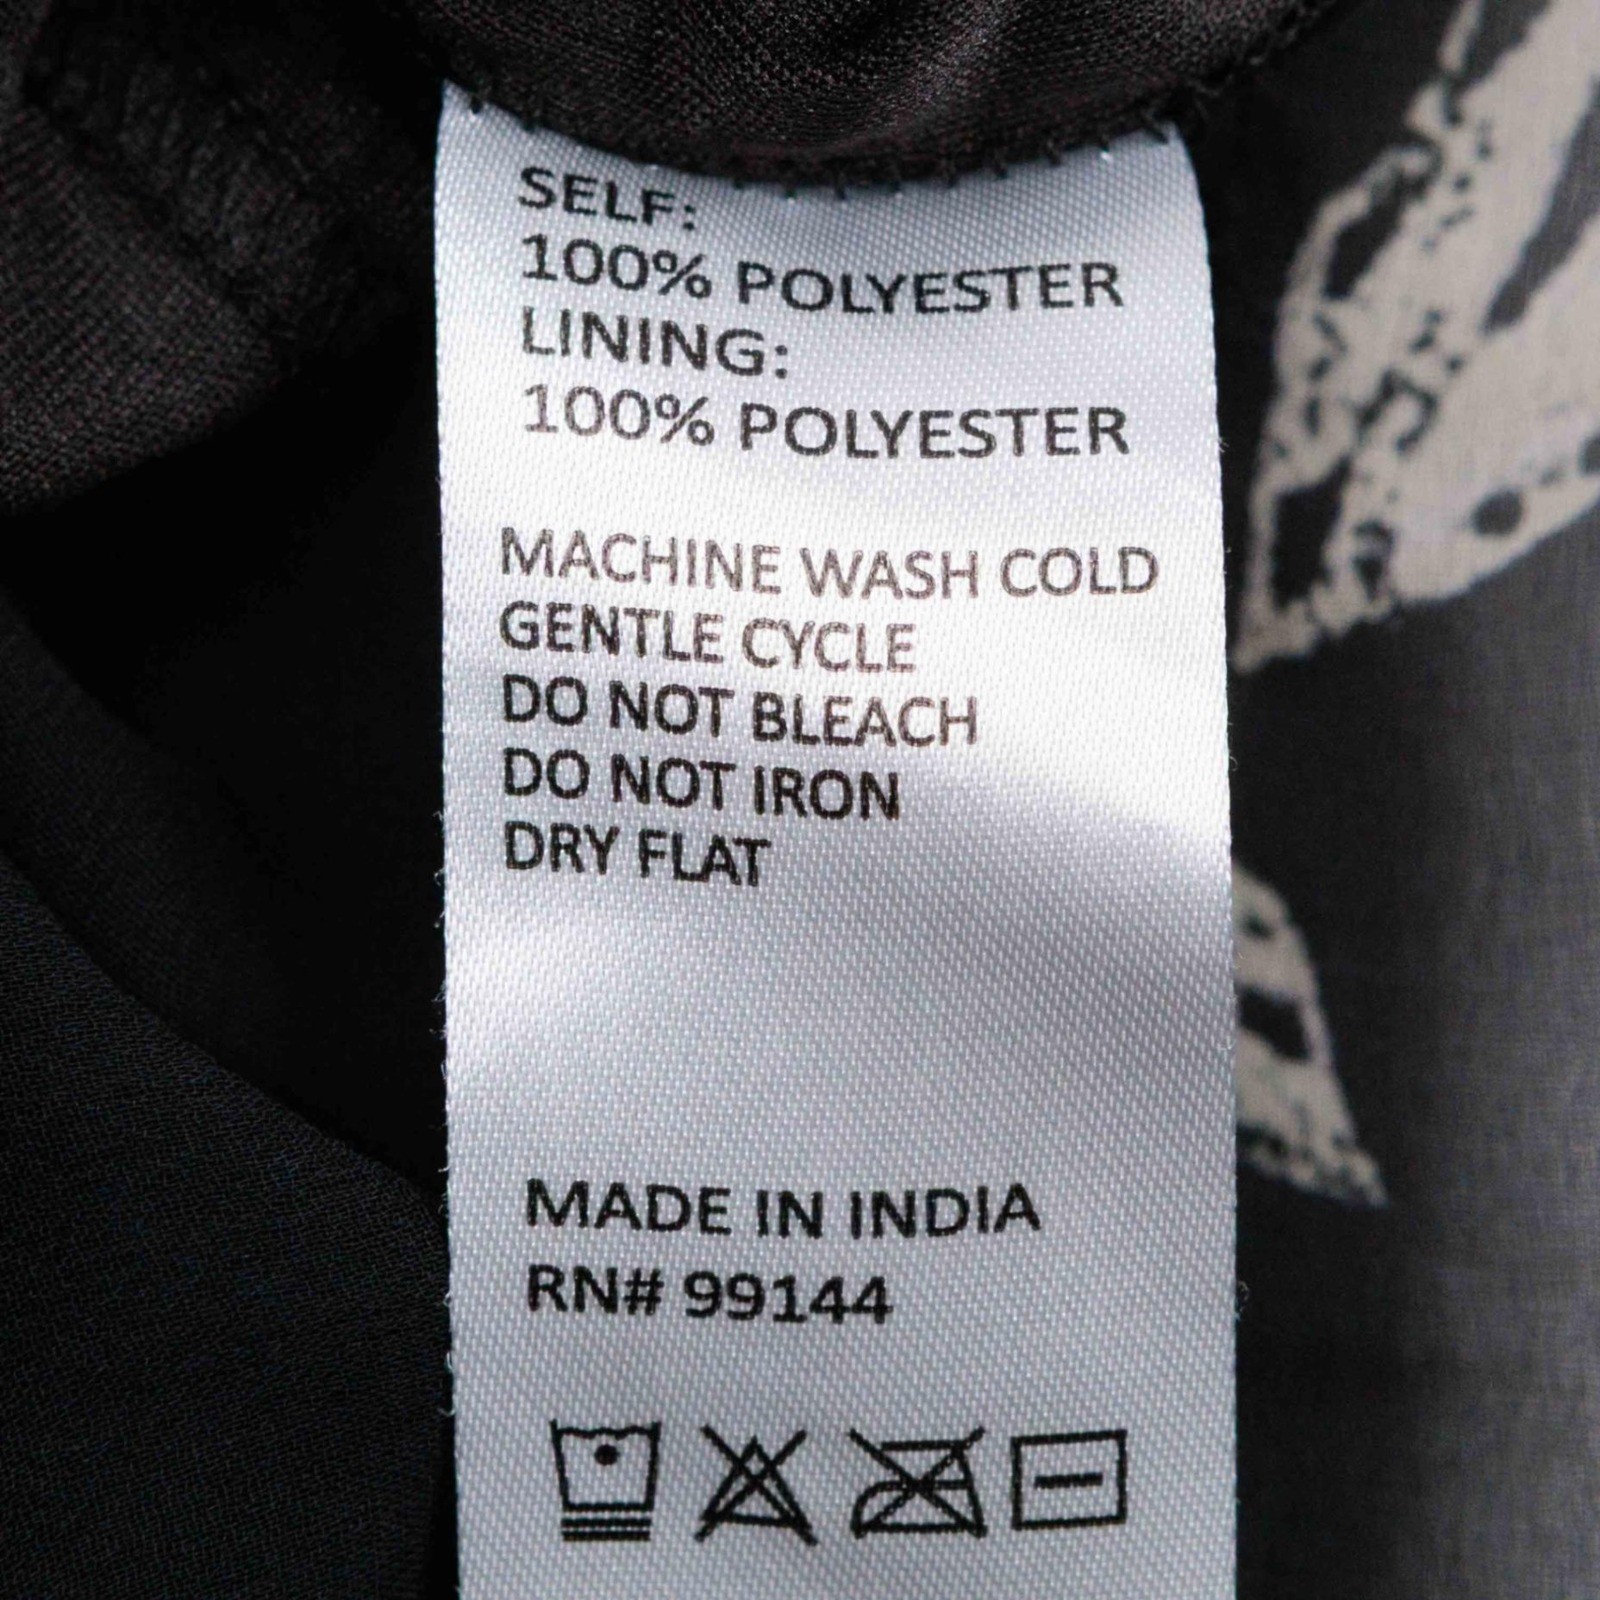 SELF:
100% POLYESTER
LINING:
100% POLYESTER
MACHINE WASH COLD
GENTLE CYCLE
DO NOT BLEACH
DO NOT IRON
DRY FLAT
MADE IN INDIA
RN# 99144